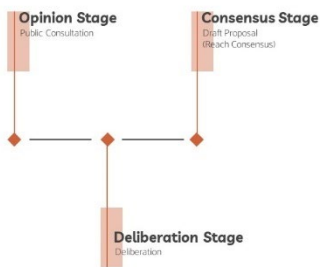 Opinion Stage
Public Consultation
Consensus Stage
Draft Proposal
(Reach Consensus)
Deliberation Stage
Deliberation